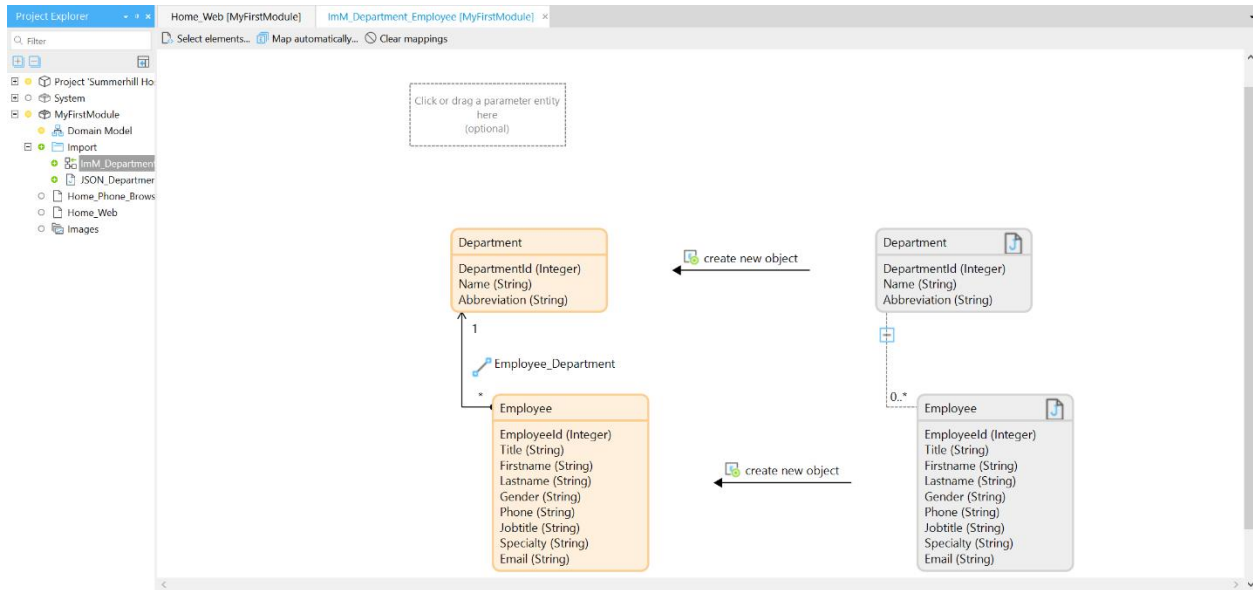 Project Explorer
Home_Web [MyFirstModule]
ImM_Department_Employee [MyFirstModule]
Filter
Select elements...
Map automatically...
Clear mappings
Project 'Summerhill Ho
System
MyFirstModule
Domain Model
Import
ImM_Department
JSON_Departmer
Home_Phone_Brows
Home_Web
Images
Click or drag a parameter entity
here
(optional)
Department
DepartmentId (Integer)
Name (String)
Abbreviation (String)
create new object
Department
DepartmentId (Integer)
Name (String)
Abbreviation (String)
1
Employee_Department
*
0..*
Employee
EmployeeId (Integer)
Title (String)
Firstname (String)
Lastname (String)
Gender (String)
Phone (String)
Jobtitle (String)
Specialty (String)
Email (String)
create new object
Employee
EmployeeId (Integer)
Title (String)
Firstname (String)
Lastname (String)
Gender (String)
Phone (String)
Jobtitle (String)
Specialty (String)
Email (String)